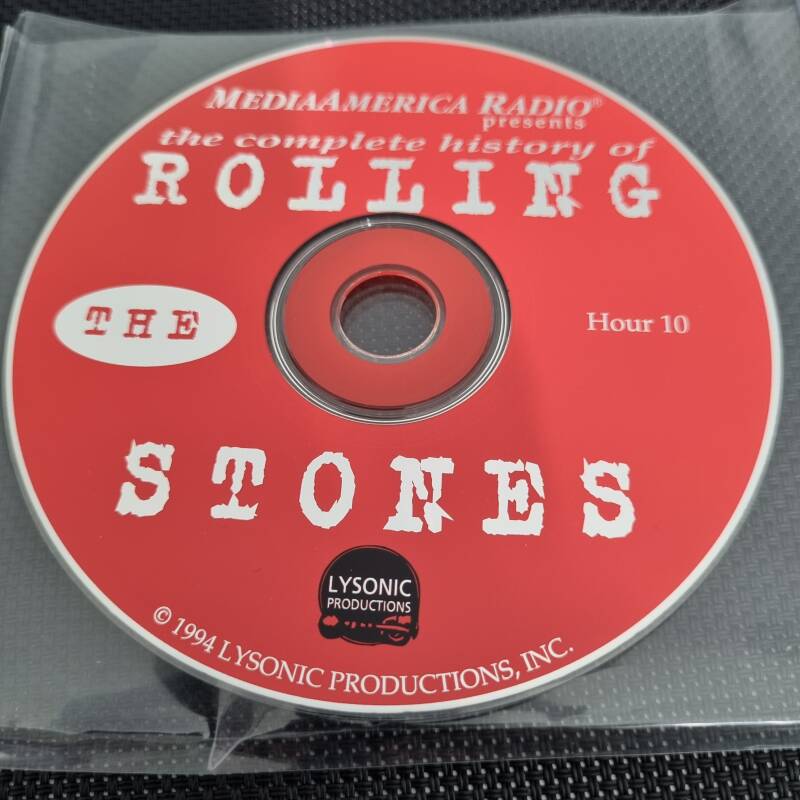 MEDIAAMERICA RADIO®
presents
the complete history of
ROLLING
THE
Hour 10
STONES
LYSONIC
PRODUCTIONS
© 1994 LYSONIC PRODUCTIONS, INC.